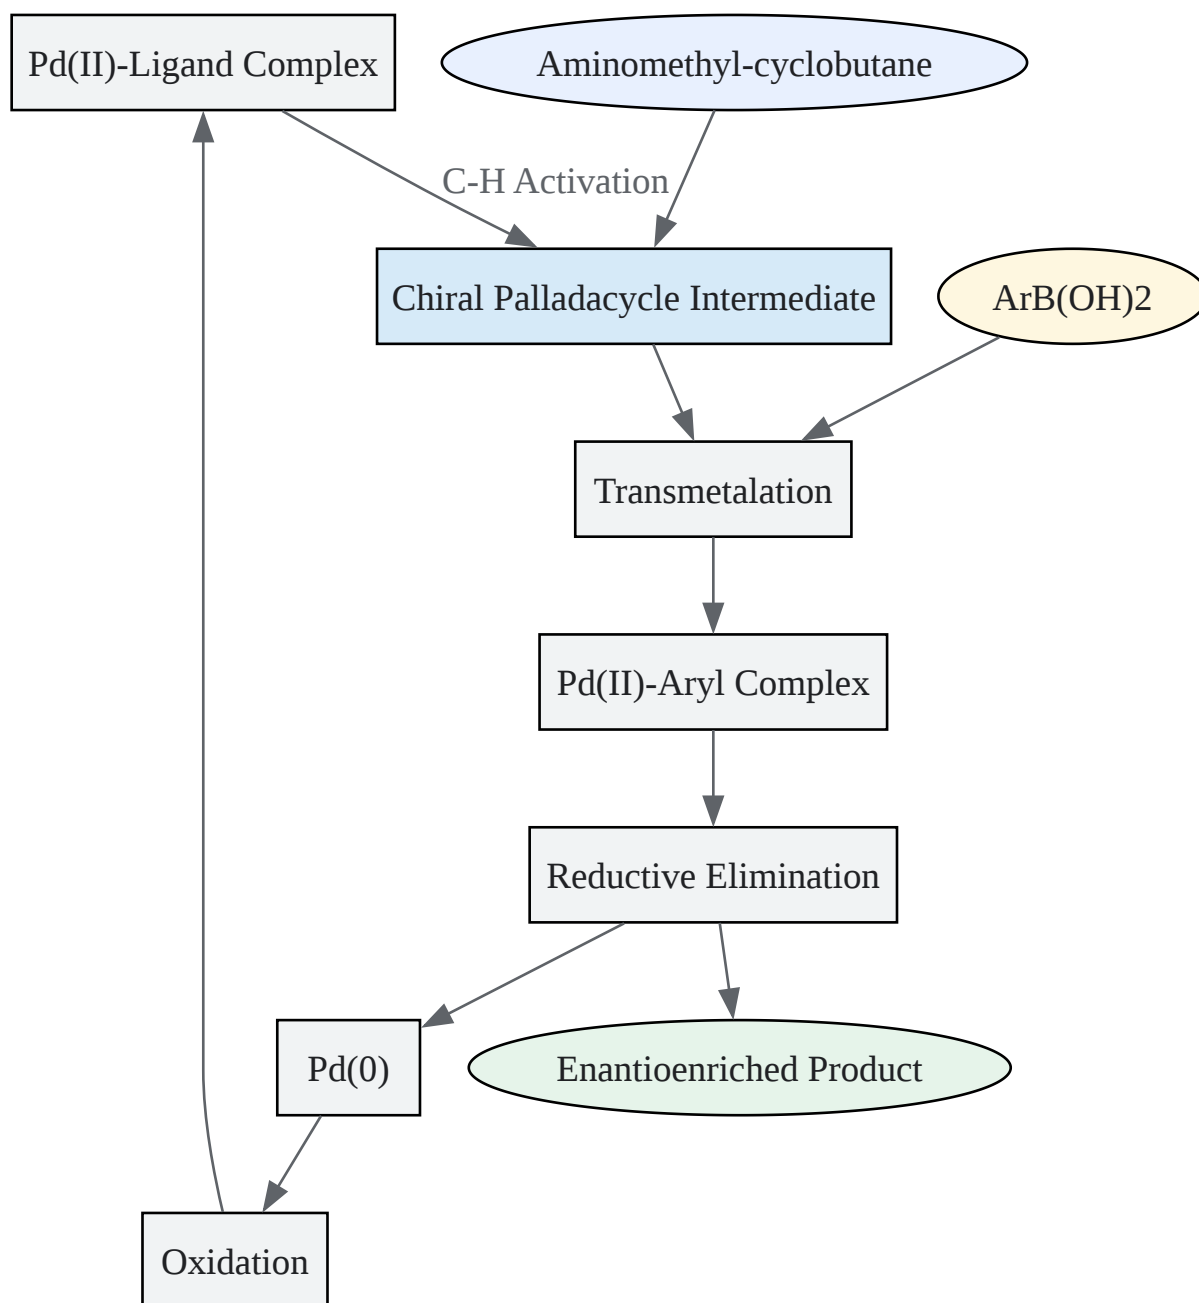 Pd(II)-Ligand Complex
Aminomethyl-cyclobutane
C-H Activation
Chiral Palladacycle Intermediate
ArB(OH)2
Transmetalation
Pd(II)-Aryl Complex
Reductive Elimination
Pd(0)
Enantioenriched Product
Oxidation